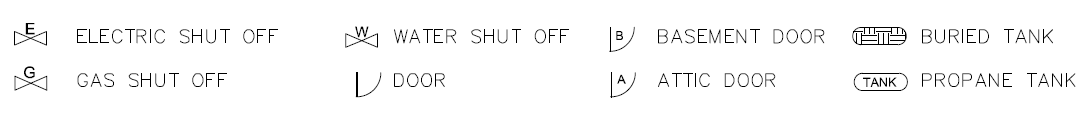 E ELECTRIC SHUT OFF W WATER SHUT OFF B BASEMENT DOOR BURIED TANK
G GAS SHUT OFF DOOR A ATTIC DOOR TANK PROPANE TANK